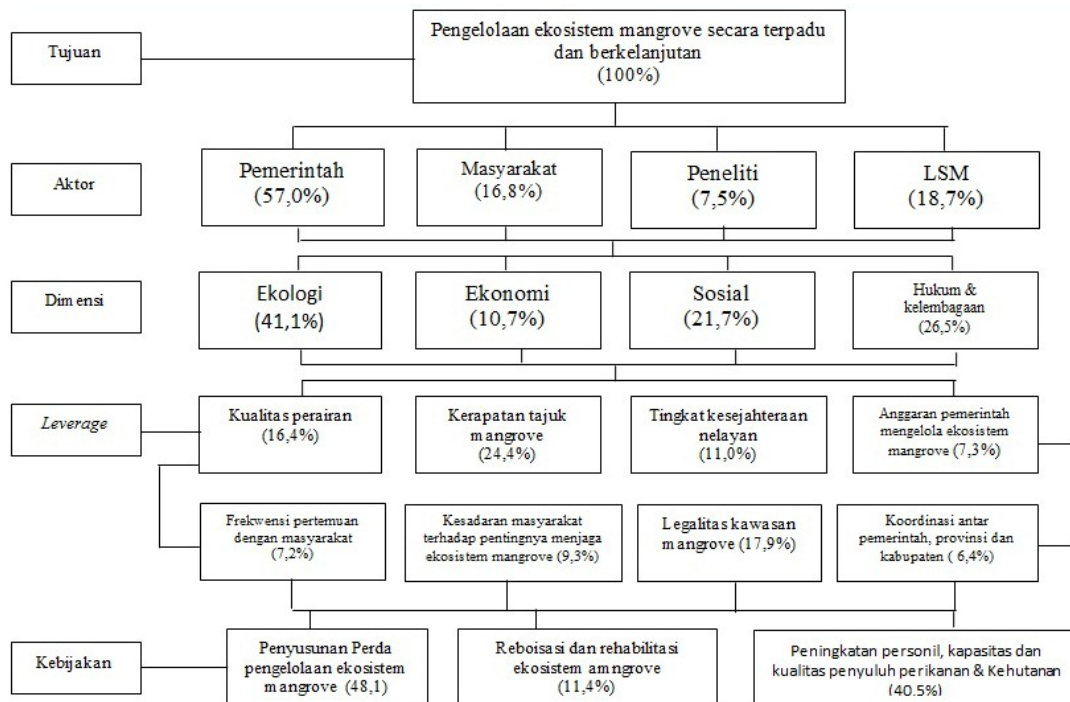 Tujuan
Pengelolaan ekosistem mangrove secara terpadu
dan berkelanjutan
(100%)
Aktor
Pemerintah
(57,0%)
Masyarakat
(16,8%)
Peneliti
(7,5%)
LSM
(18,7%)
Dimensi
Ekologi
(41,1%)
Ekonomi
(10,7%)
Sosial
(21,7%)
Hukum &
kelembagaan
(26,5%)
Leverage
Kualitas perairan
(16,4%)
Kerapatan tajuk
mangrove
(24,4%)
Tingkat kesejahteraan
nelayan
(11,0%)
Anggaran pemerintah
mengelola ekosistem
mangrove (7,3%)
Frekwensi pertemuan
dengan masyarakat
(7,2%)
Kesadaran masyarakat
terhadap pentingnya menjaga
ekosistem mangrove (9,3%)
Legalitas kawasan
mangrove (17,9%)
Koordinasi antar
pemerintah, provinsi dan
kabupaten ( 6,4%)
Kebijakan
Penyusunan Perda
pengelolaan ekosistem
mangrove (48,1)
Reboisasi dan rehabilitasi
ekosistem amngrove
(11,4%)
Peningkatan personil, kapasitas dan
kualitas penyuluh perikanan & Kehutanan
(40.5%)